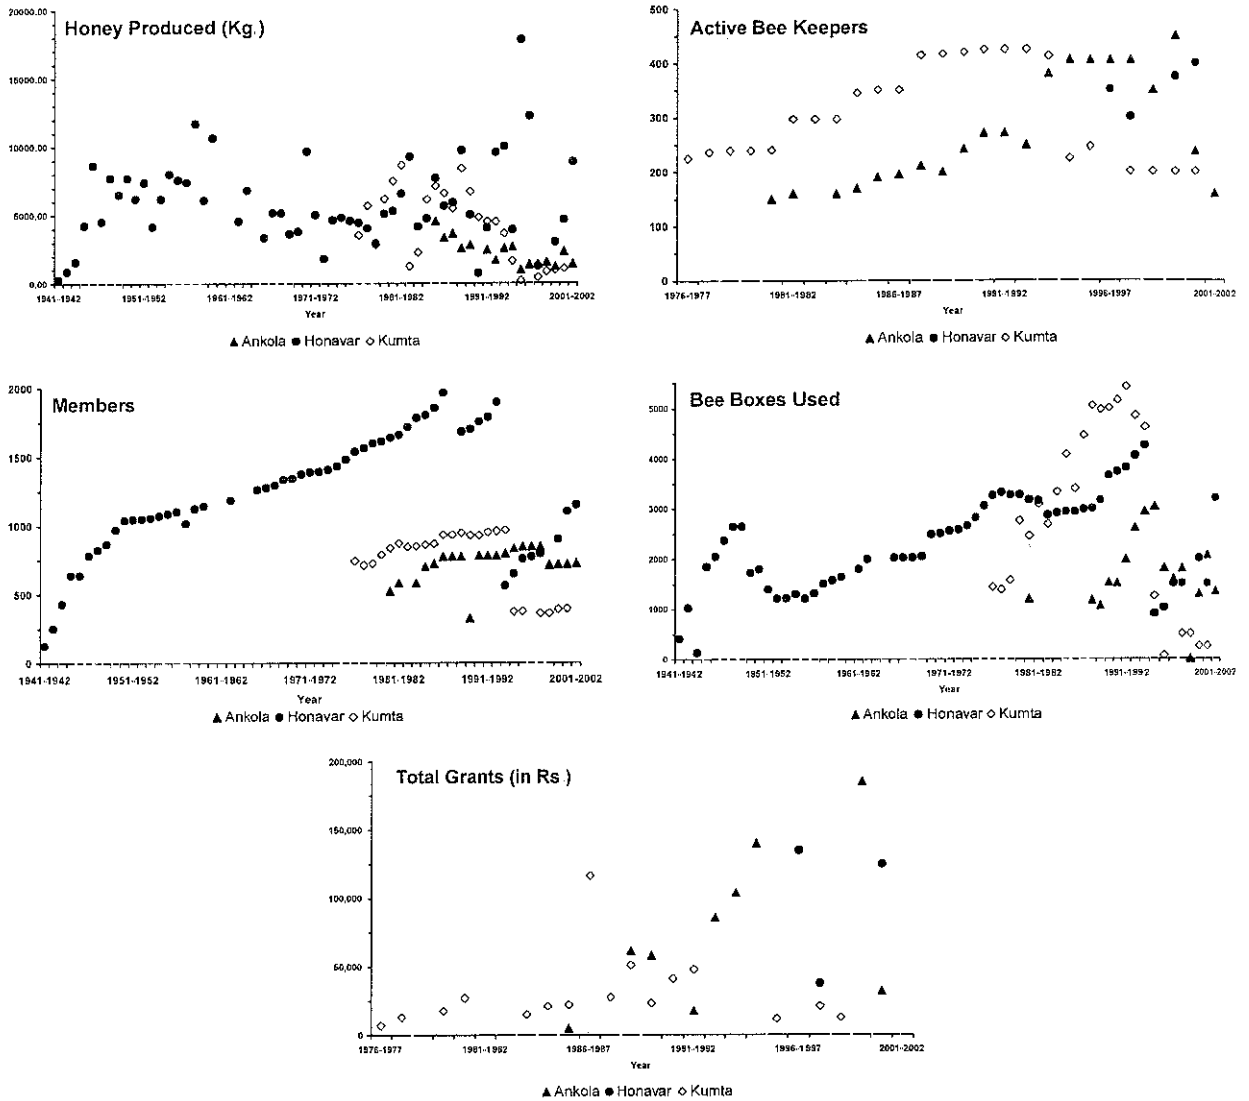 Honey Produced (Kg.)
20000.00
15000.00
10000.00
5000.00
0.00
1941-1942 1951-1952 1961-1962 1971-1972 1981-1982 1991-1992 2001-2002
Year
▲ Ankola ● Honavar ◇ Kumta
Active Bee Keepers
500
450
400
350
300
250
200
150
100
50
0
1976-1977 1981-1982 1986-1987 1991-1992 1996-1997 2001-2002
Year
▲ Ankola ● Honavar ◇ Kumta
Members
2000
1500
1000
500
0
1941-1942 1951-1952 1961-1862 1971-1972 1981-1982 1991-1992 2001-2002
Year
▲ Ankola ● Honavar ◇ Kumta
Bee Boxes Used
5000
4000
3000
2000
1000
0
1941-1942 1951-1952 1961-1962 1971-1972 1981-1982 1991-1992 2001-2002
Year
▲ Ankola ● Honavar ◇ Kumta
Total Grants (in Rs.)
200,000
150,000
100,000
50,000
0
1976-1977 1981-1982 1986-1987 1991-1992 1996-1997 2001-2002
Year
▲ Ankola ● Honavar ◇ Kumta